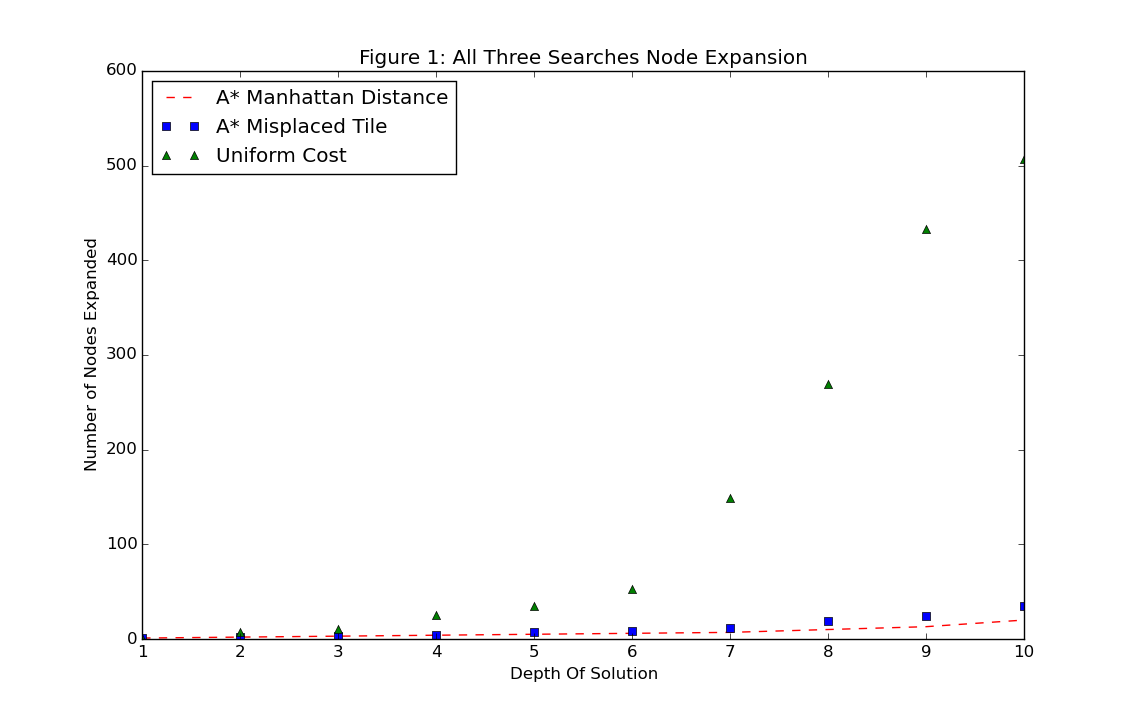 Figure 1: All Three Searches Node Expansion
600
A* Manhattan Distance
A* Misplaced Tile
Uniform Cost
500
400
300
200
100
0
Number of Nodes Expanded
1 2 3 4 5 6 7 8 9 10
Depth Of Solution